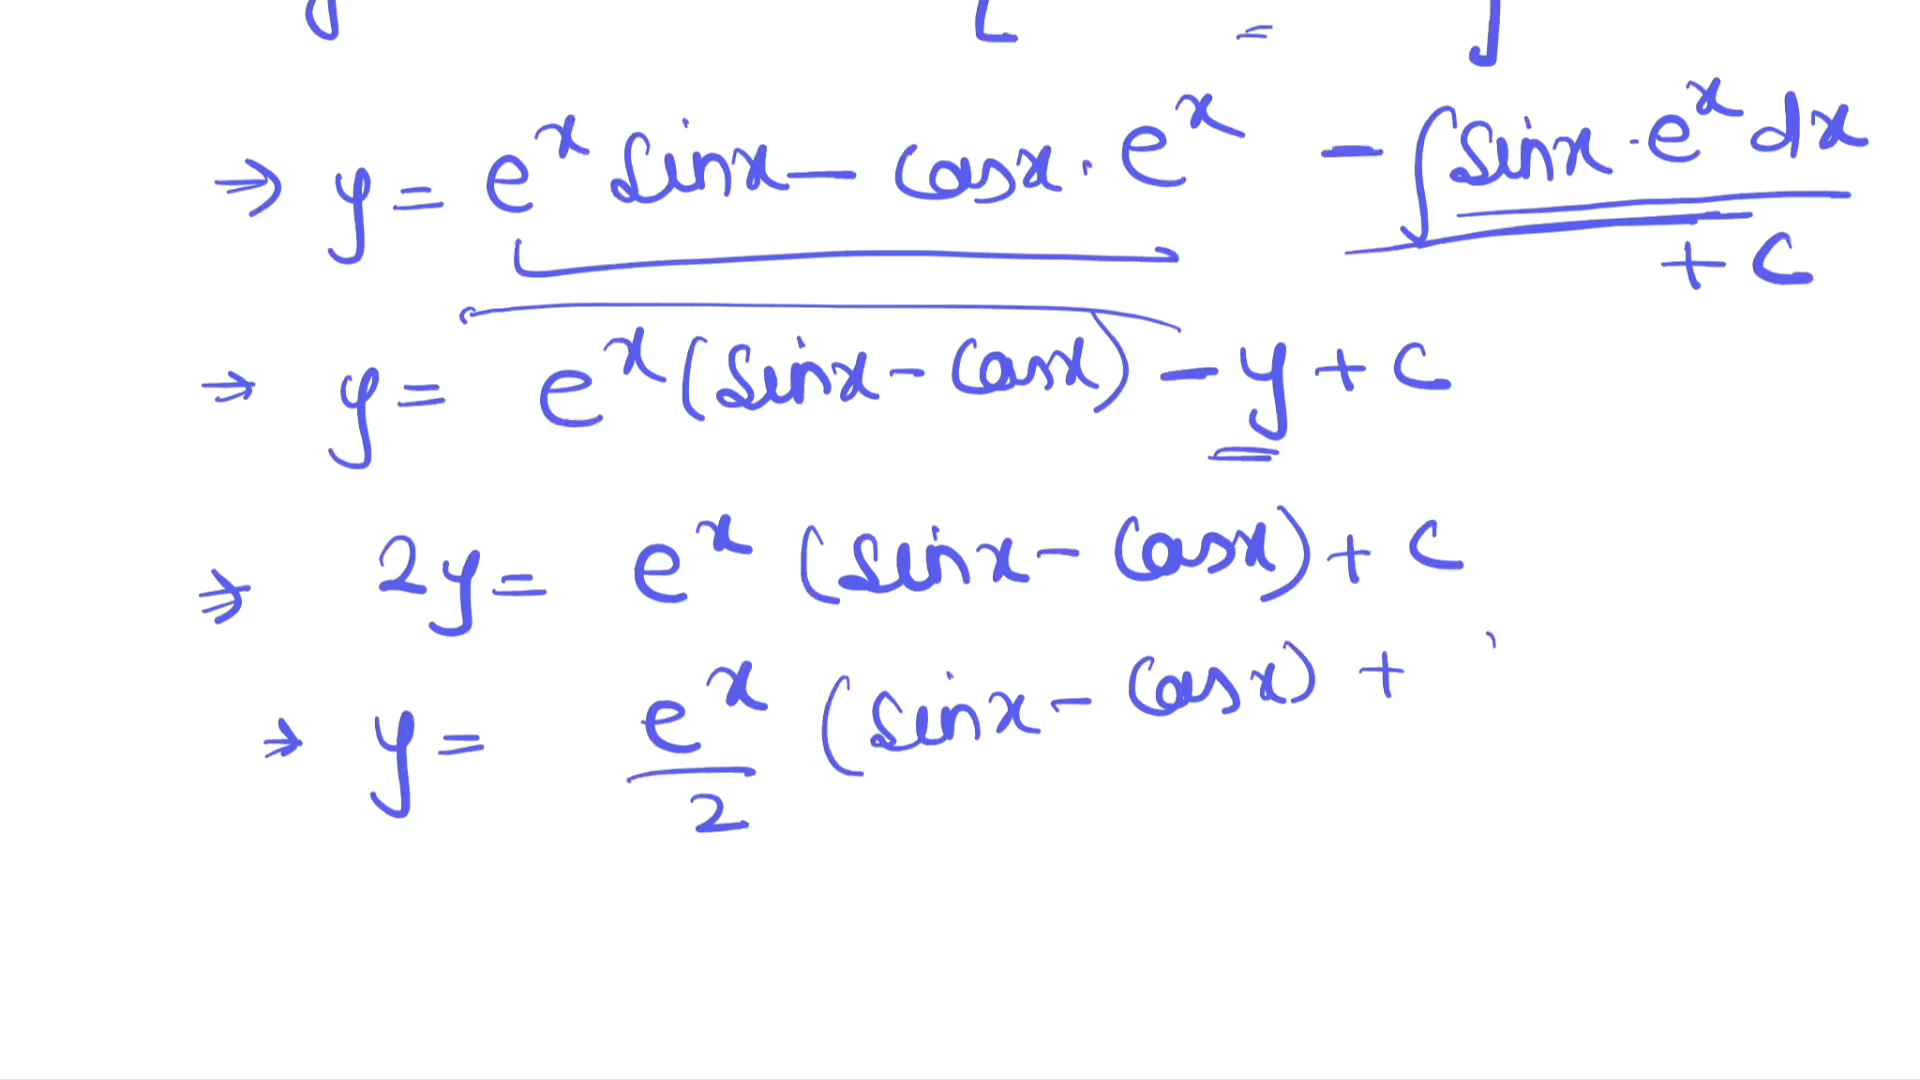 ⇒ y = e^x sinx - cosx · e^x - ∫ sinx · e^x dx
+ C
⇒ y = e^x (sinx - cosx) - y + C
⇒ 2y = e^x (sinx - cosx) + C
⇒ y = e^x/2 (sinx - cosx) +